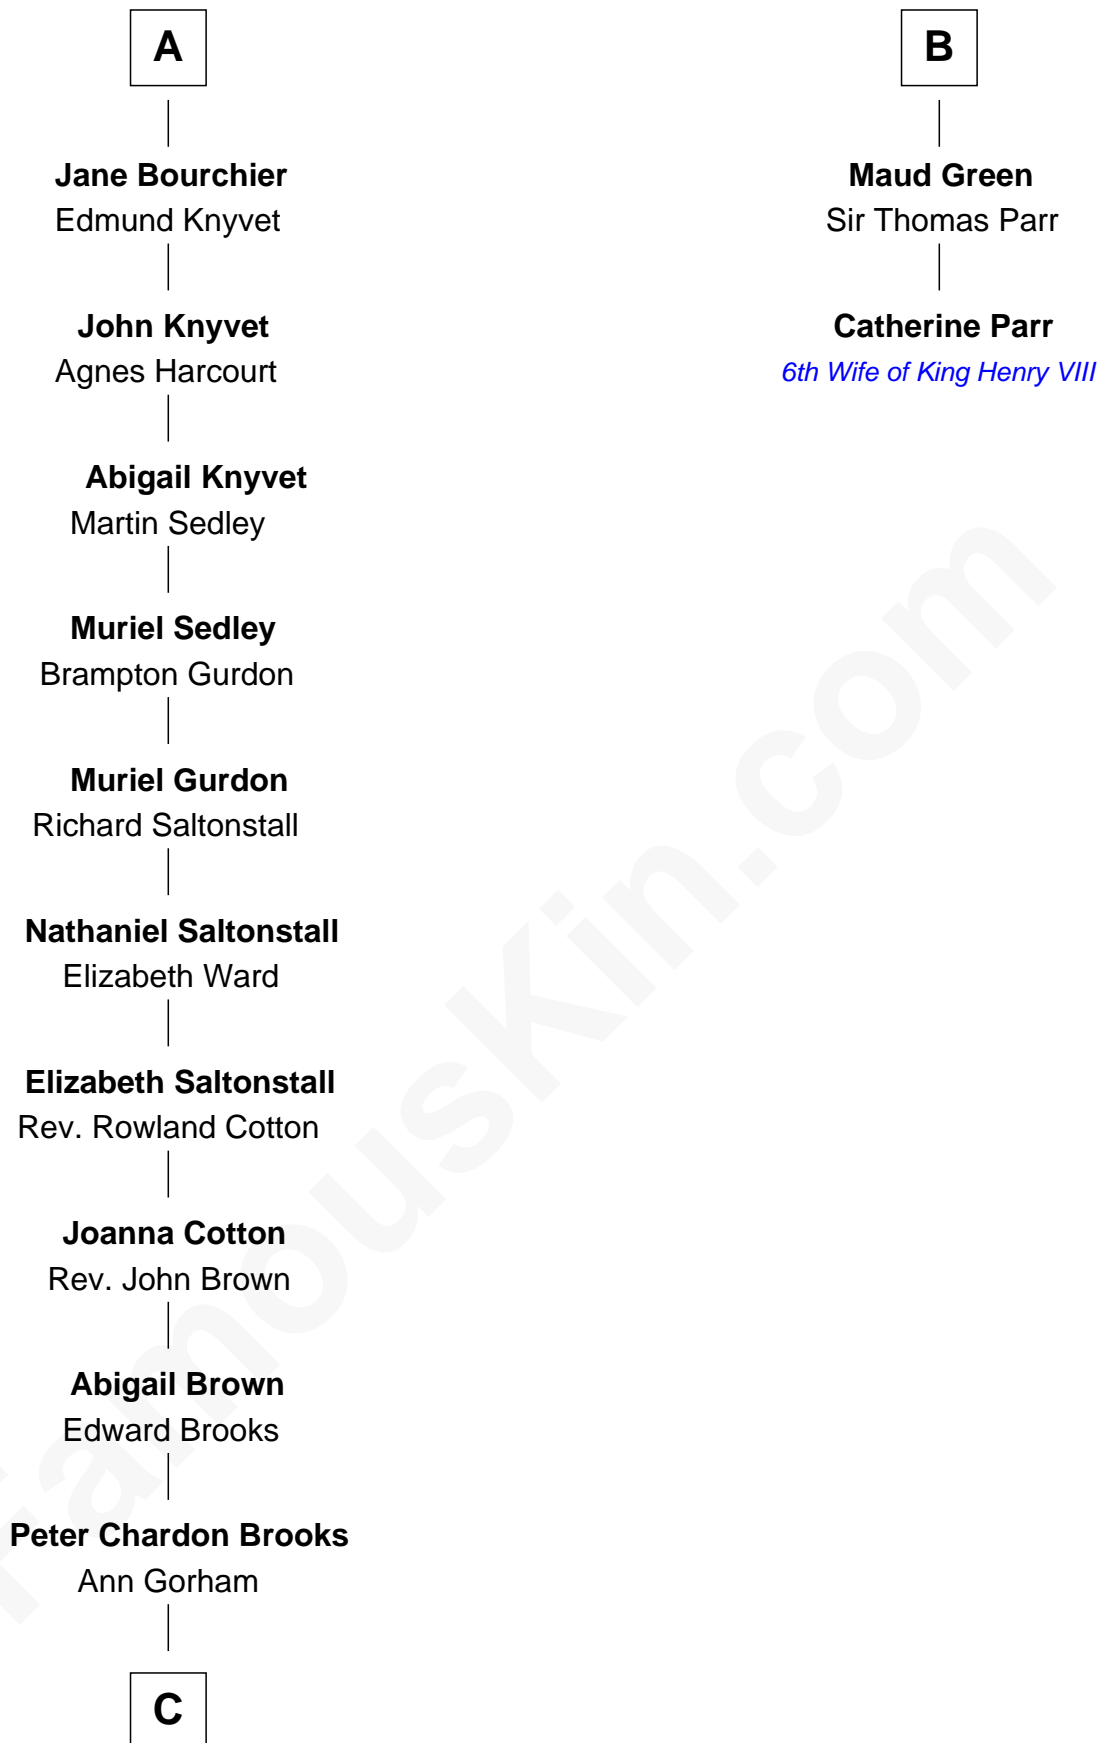 A
Jane Bourchier
Edmund Knyvet
John Knyvet
Agnes Harcourt
Abigail Knyvet
Martin Sedley
Muriel Sedley
Brampton Gurdon
Muriel Gurdon
Richard Saltonstall
Nathaniel Saltonstall
Elizabeth Ward
Elizabeth Saltonstall
Rev. Rowland Cotton
Joanna Cotton
Rev. John Brown
Abigail Brown
Edward Brooks
Peter Chardon Brooks
Ann Gorham
C
B
Maud Green
Sir Thomas Parr
Catherine Parr
6th Wife of King Henry VIII
FamousKin.com